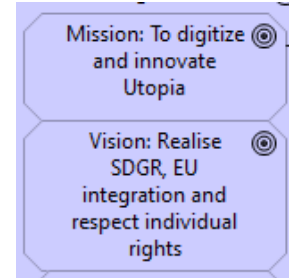 Mission: To digitize
and innovate
Utopia
Vision: Realise
SDGR, EU
integration and
respect individual
rights